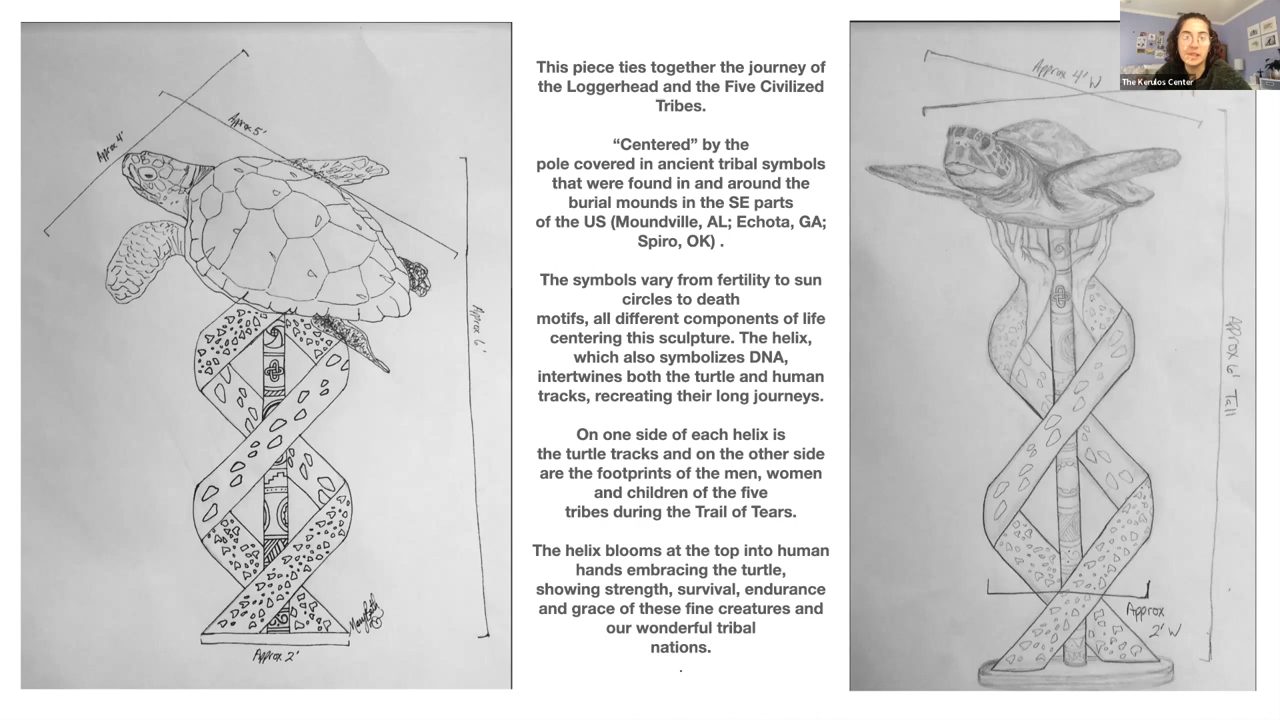 Aprox 4'
Aprox 5'
Approx 6'
Approx 2'
MaryBeth
This piece ties together the journey of
the Loggerhead and the Five Civilized
Tribes.
“Centered” by the
pole covered in ancient tribal symbols
that were found in and around the
burial mounds in the SE parts
of the US (Moundville, AL; Echota, GA;
Spiro, OK) .
The symbols vary from fertility to sun
circles to death
motifs, all different components of life
centering this sculpture. The helix,
which also symbolizes DNA,
intertwines both the turtle and human
tracks, recreating their long journeys.
On one side of each helix is
the turtle tracks and on the other side
are the footprints of the men, women
and children of the five
tribes during the Trail of Tears.
The helix blooms at the top into human
hands embracing the turtle,
showing strength, survival, endurance
and grace of these fine creatures and
our wonderful tribal
nations.
.
Approx 4' W
Approx 6' Tall
Approx
2' W
The Kerulos Center